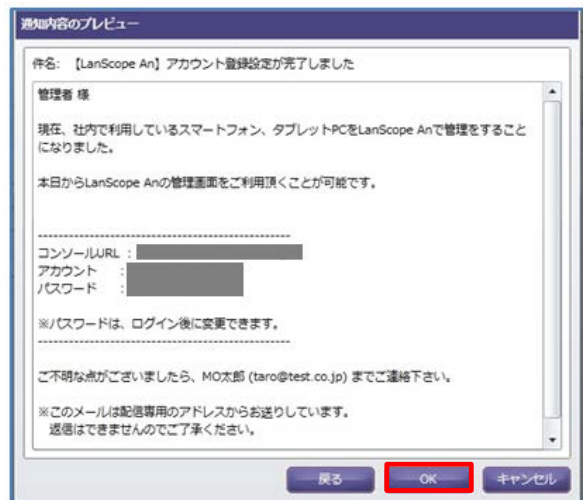 通知内容のプレビュー
件名: 【LanScope An】アカウント登録設定が完了しました
管理者 様
現在、社内で利用しているスマートフォン、タブレットPCをLanScope Anで管理をすること
になりました。
本日からLanScope Anの管理画面をご利用頂くことが可能です。
--------------------------------------------------
コンソールURL :
アカウント :
パスワード :
※パスワードは、ログイン後に変更できます。
--------------------------------------------------
ご不明な点がございましたら、MO太郎 (taro@test.co.jp) までご連絡下さい。
※このメールは配信専用のアドレスからお送りしています。
返信はできませんのでご了承ください。
戻る OK キャンセル